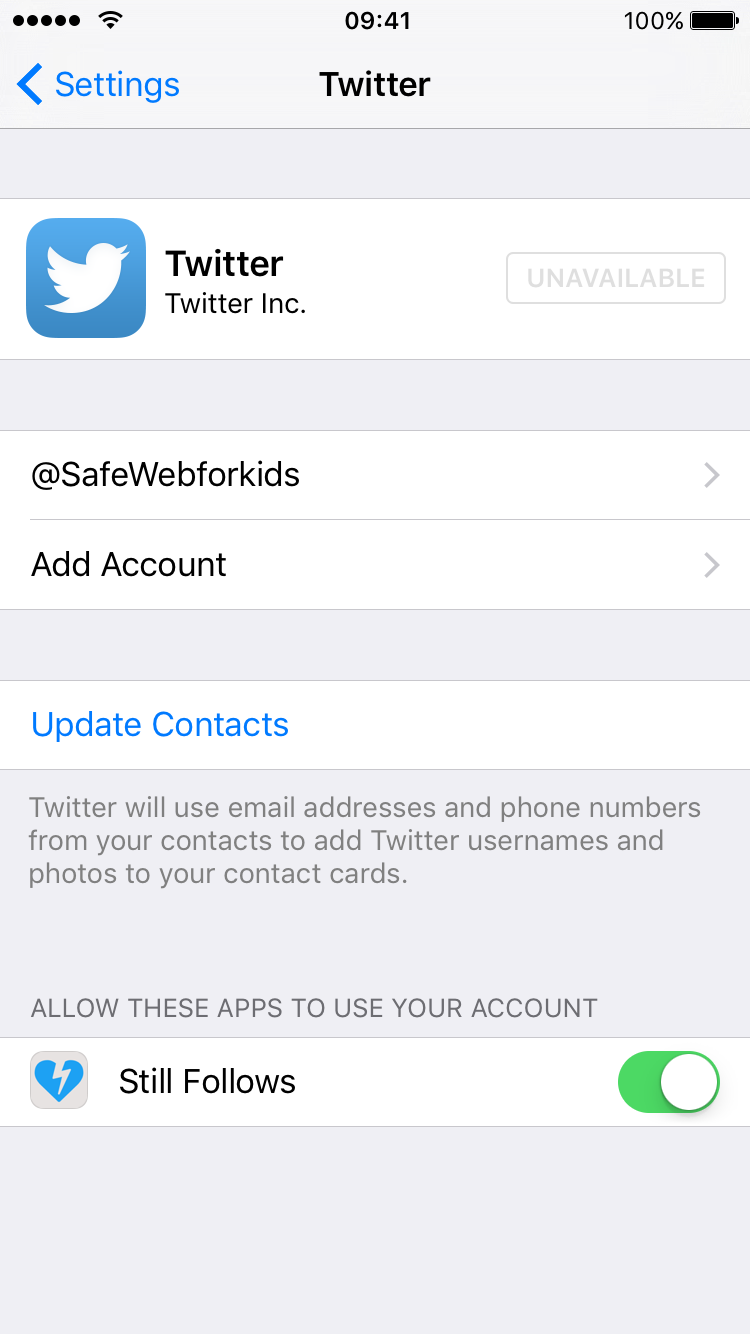 09:41
100%
Settings
Twitter
Twitter
UNAVAILABLE
Twitter Inc.
@SafeWebforkids
Add Account
Update Contacts
Twitter will use email addresses and phone numbers
from your contacts to add Twitter usernames and
photos to your contact cards.
ALLOW THESE APPS TO USE YOUR ACCOUNT
Still Follows